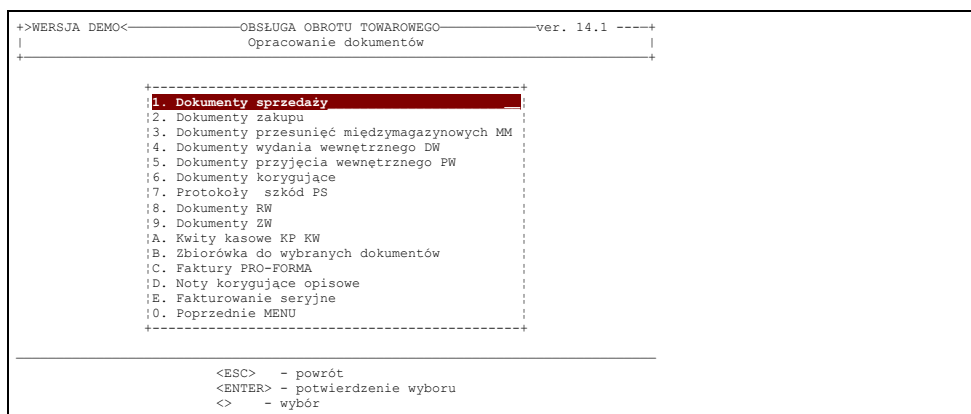 +>WERSJA DEMO<——————————————OBSŁUGA OBROTU TOWAROWEGO————————————ver. 14.1 ----+
| Opracowanie dokumentów |
+——————————————————————————————————————————————————————————————————————————————+
+----------------------------------------------+
¦1. Dokumenty sprzedaży______________________ __¦
¦2. Dokumenty zakupu ¦
¦3. Dokumenty przesunięć międzymagazynowych MM ¦
¦4. Dokumenty wydania wewnętrznego DW ¦
¦5. Dokumenty przyjęcia wewnętrznego PW ¦
¦6. Dokumenty korygujące ¦
¦7. Protokoły  szkód PS ¦
¦8. Dokumenty RW ¦
¦9. Dokumenty ZW ¦
¦A. Kwity kasowe KP KW ¦
¦B. Zbiorówka do wybranych dokumentów ¦
¦C. Faktury PRO-FORMA ¦
¦D. Noty korygujące opisowe ¦
¦E. Fakturowanie seryjne ¦
¦0. Poprzednie MENU ¦
+----------------------------------------------+
<ESC> - powrót
<ENTER> - potwierdzenie wyboru
<> - wybór